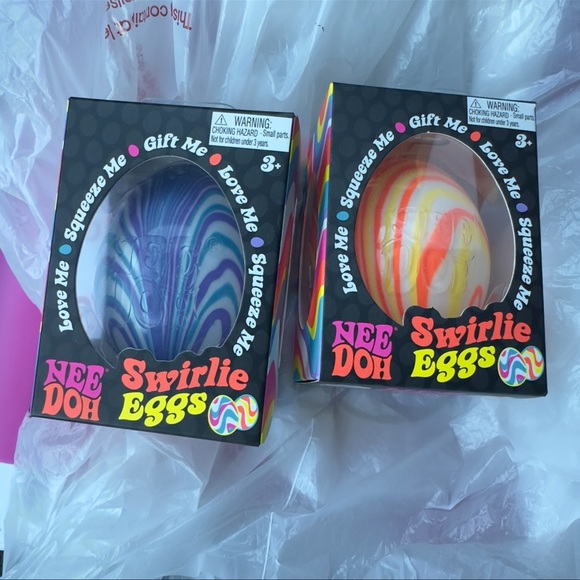 WARNING:
CHOKING HAZARD - Small parts.
Not for children under 3 years.
3+
Love Me Squeeze Me Gift Me Love Me Squeeze Me
NEE
DOH
Swirlie
Eggs
WARNING:
CHOKING HAZARD - Small parts.
Not for children under 3 years.
3+
Love Me Squeeze Me Gift Me Love Me Squeeze Me
NEE
DOH
Swirlie
Eggs